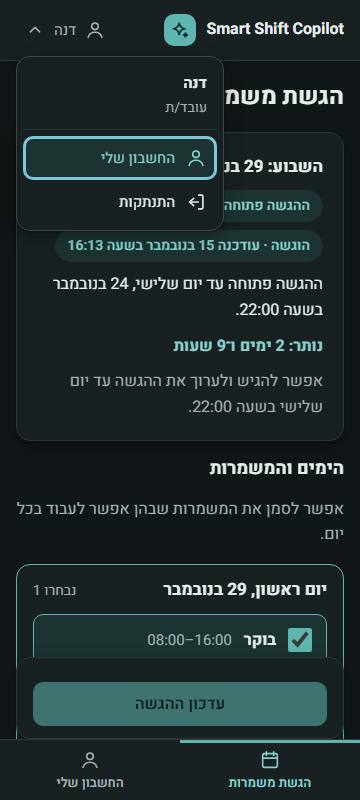 Smart Shift Copilot
דנה
דנה
עובד/ת
החשבון שלי
התנתקות
הגשת משמ
השבוע: 29 בנ
ההגשה פתוחה
הוגשה · עודכנה 15 בנובמבר בשעה 16:13
ההגשה פתוחה עד יום שלישי, 24 בנובמבר
בשעה 22:00.
נותר: 2 ימים ו־9 שעות
אפשר להגיש ולערוך את ההגשה עד יום
שלישי בשעה 22:00.
הימים והמשמרות
אפשר לסמן את המשמרות שבהן אפשר לעבוד בכל
יום.
יום ראשון, 29 בנובמבר
נבחרו 1
בוקר 08:00–16:00
עדכון ההגשה
הגשת משמרות
החשבון שלי